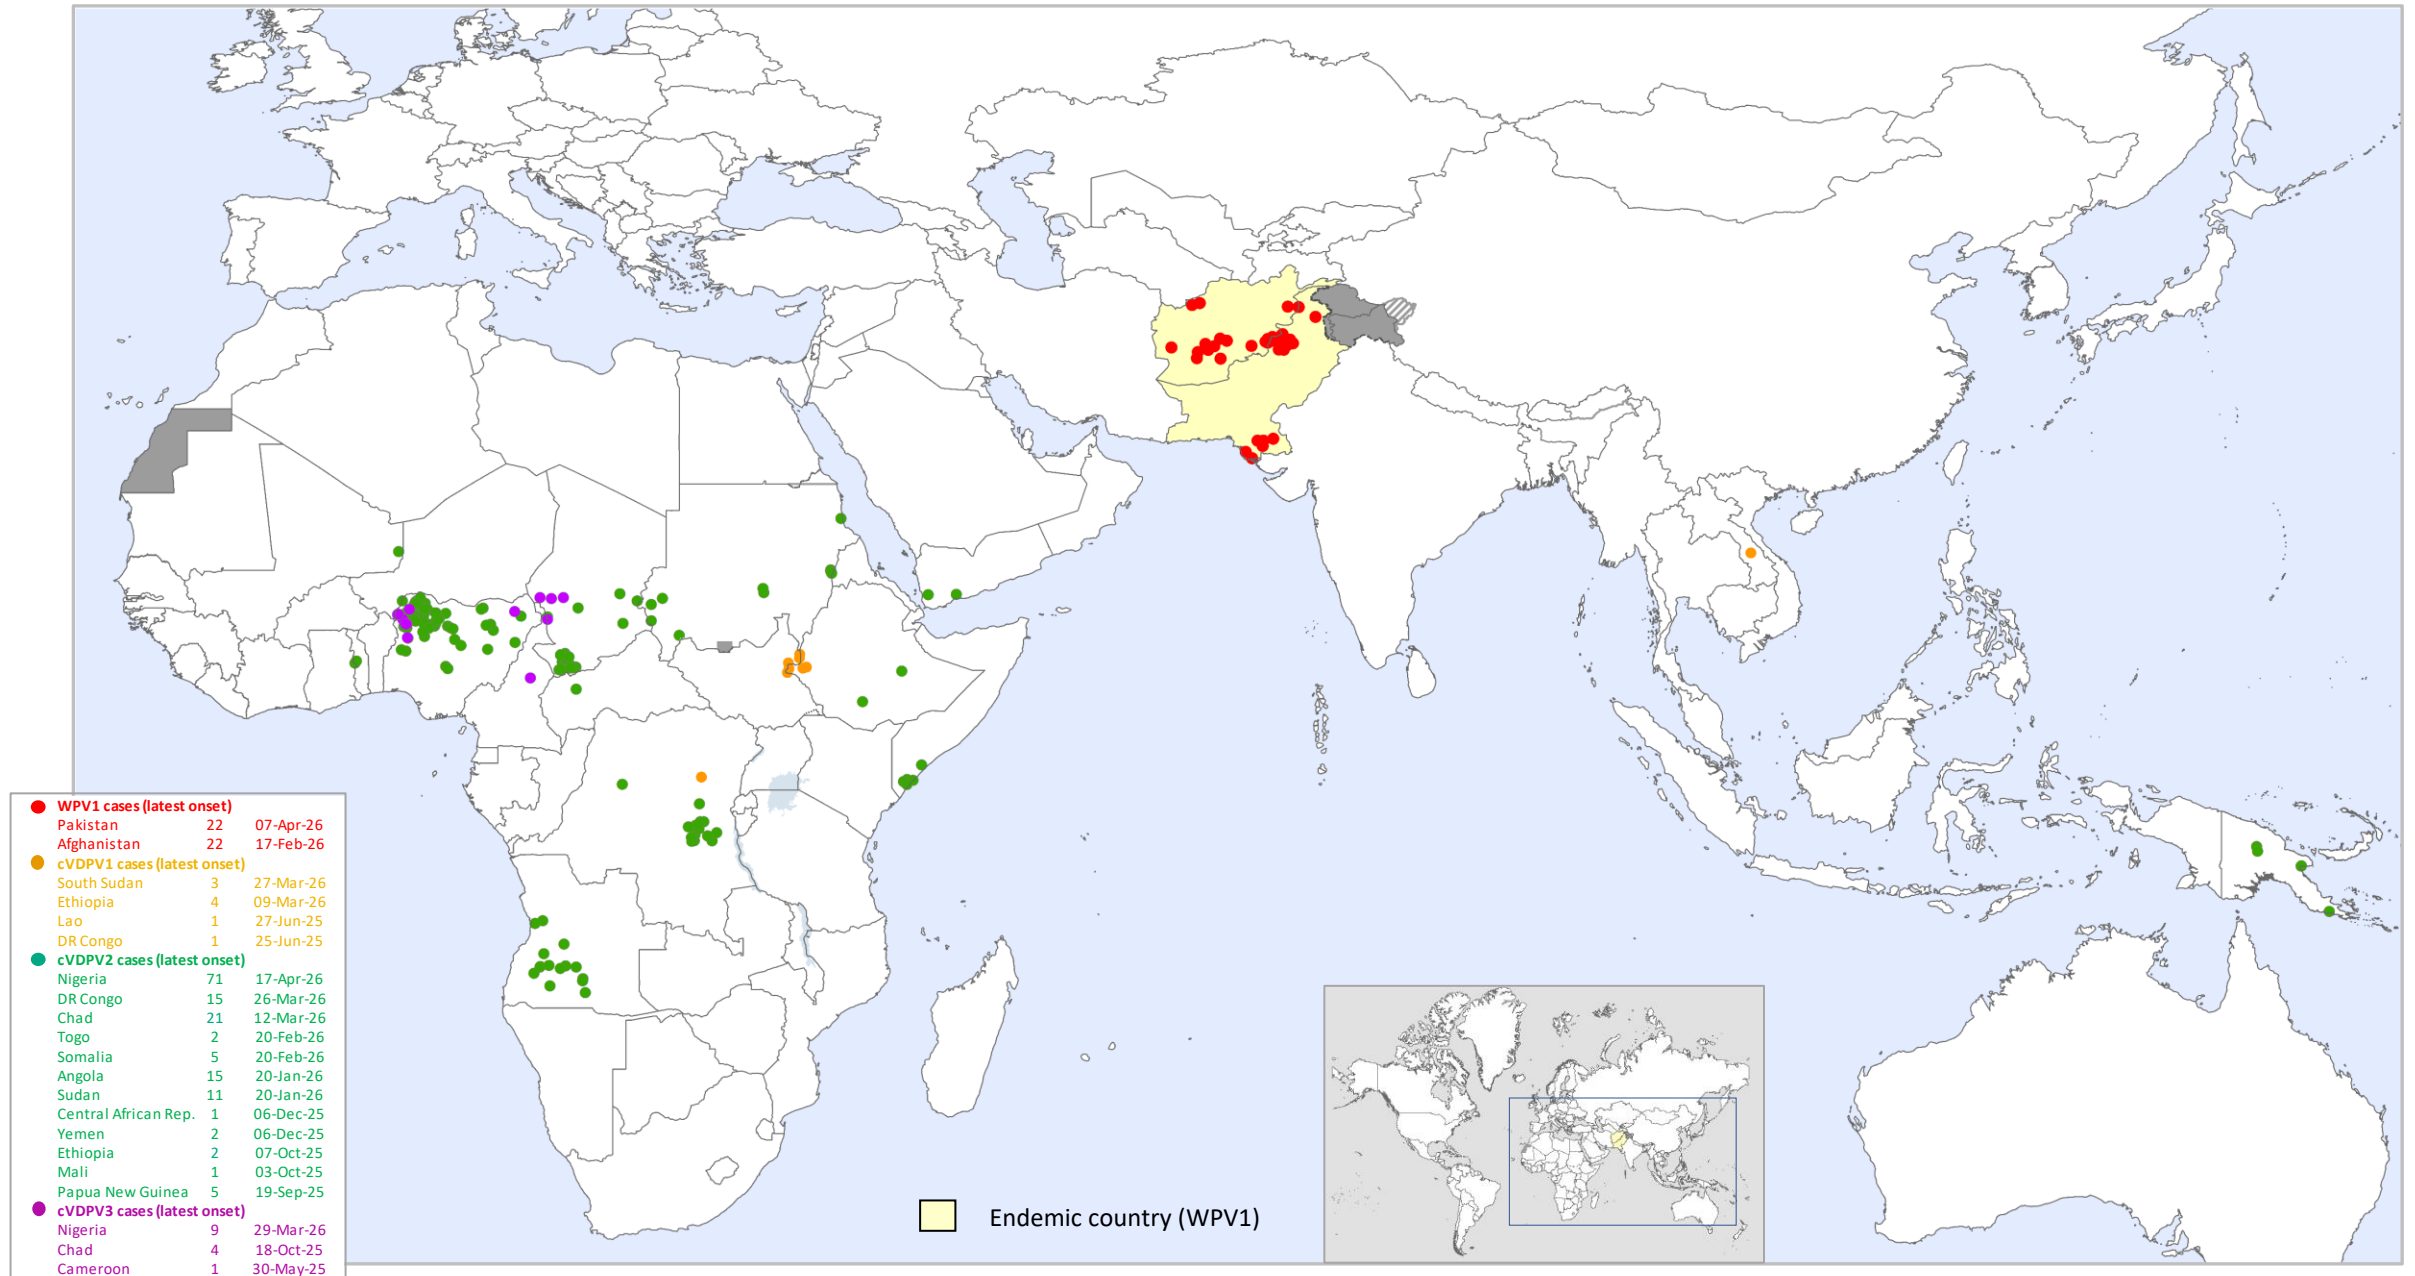 WPV1 cases (latest onset)
Pakistan 22 07-Apr-26
Afghanistan 22 17-Feb-26
cVDPV1 cases (latest onset)
South Sudan 3 27-Mar-26
Ethiopia 4 09-Mar-26
Lao 1 27-Jun-25
DR Congo 1 25-Jun-25
cVDPV2 cases (latest onset)
Nigeria 71 17-Apr-26
DR Congo 15 26-Mar-26
Chad 21 12-Mar-26
Togo 2 20-Feb-26
Somalia 5 20-Feb-26
Angola 15 20-Jan-26
Sudan 11 20-Jan-26
Central African Rep. 1 06-Dec-25
Yemen 2 06-Dec-25
Ethiopia 2 07-Oct-25
Mali 1 03-Oct-25
Papua New Guinea 5 19-Sep-25
cVDPV3 cases (latest onset)
Nigeria 9 29-Mar-26
Chad 4 18-Oct-25
Cameroon 1 30-May-25
Endemic country (WPV1)